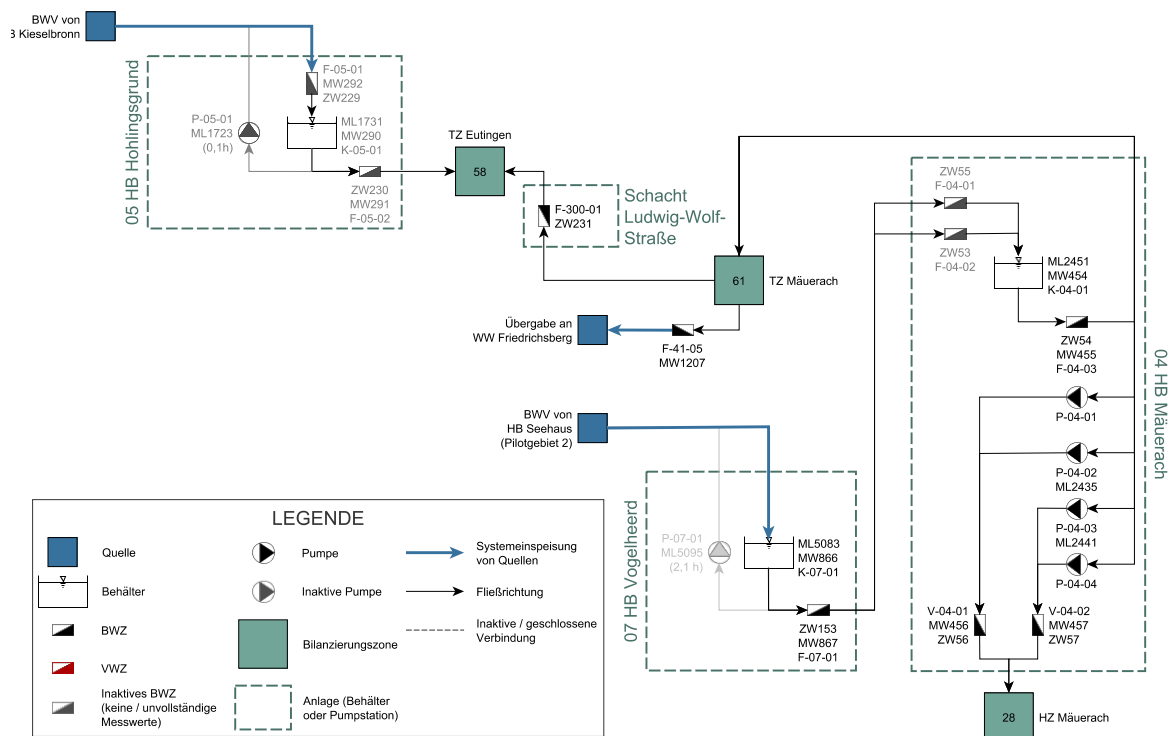 BWV von
B Kieselbronn
05 HB Hohlingsgrund
F-05-01
MW292
ZW229
P-05-01
ML1723
(0,1h)
ML1731
MW290
K-05-01
ZW230
MW291
F-05-02
TZ Eutingen
58
F-300-01
ZW231
Schacht
Ludwig-Wolf-
Straße
61
TZ Mäuerach
Übergabe an
WW Friedrichsberg
F-41-05
MW1207
BWV von
HB Seehaus
(Pilotgebiet 2)
07 HB Vogelheerd
P-07-01
ML5095
(2,1 h)
ML5083
MW866
K-07-01
ZW153
MW867
F-07-01
04 HB Mäuerach
ZW55
F-04-01
ZW53
F-04-02
ML2451
MW454
K-04-01
ZW54
MW455
F-04-03
P-04-01
P-04-02
ML2435
P-04-03
ML2441
P-04-04
V-04-01
MW456
ZW56
V-04-02
MW457
ZW57
28
HZ Mäuerach
LEGENDE
Quelle
Behälter
BWZ
VWZ
Inaktives BWZ
(keine / unvollständige
Messwerte)
Pumpe
Inaktive Pumpe
Bilanzierungszone
Anlage (Behälter
oder Pumpstation)
Systemeinspeisung
von Quellen
Fließrichtung
Inaktive / geschlossene
Verbindung